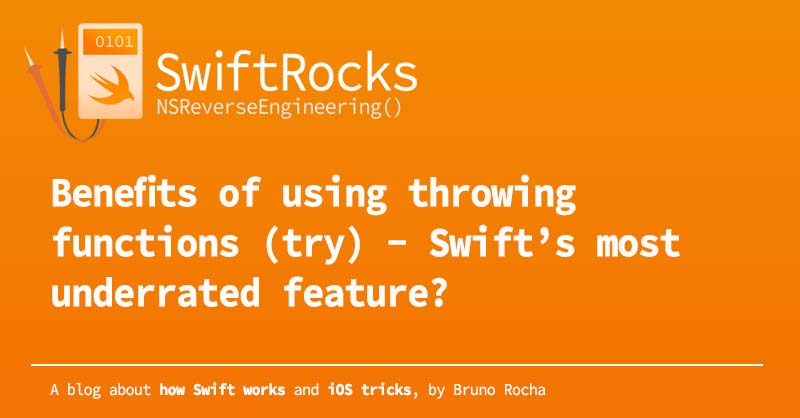 0101
SwiftRocks
NSReverseEngineering()
Benefits of using throwing
functions (try) - Swift’s most
underrated feature?
A blog about how Swift works and iOS tricks, by Bruno Rocha